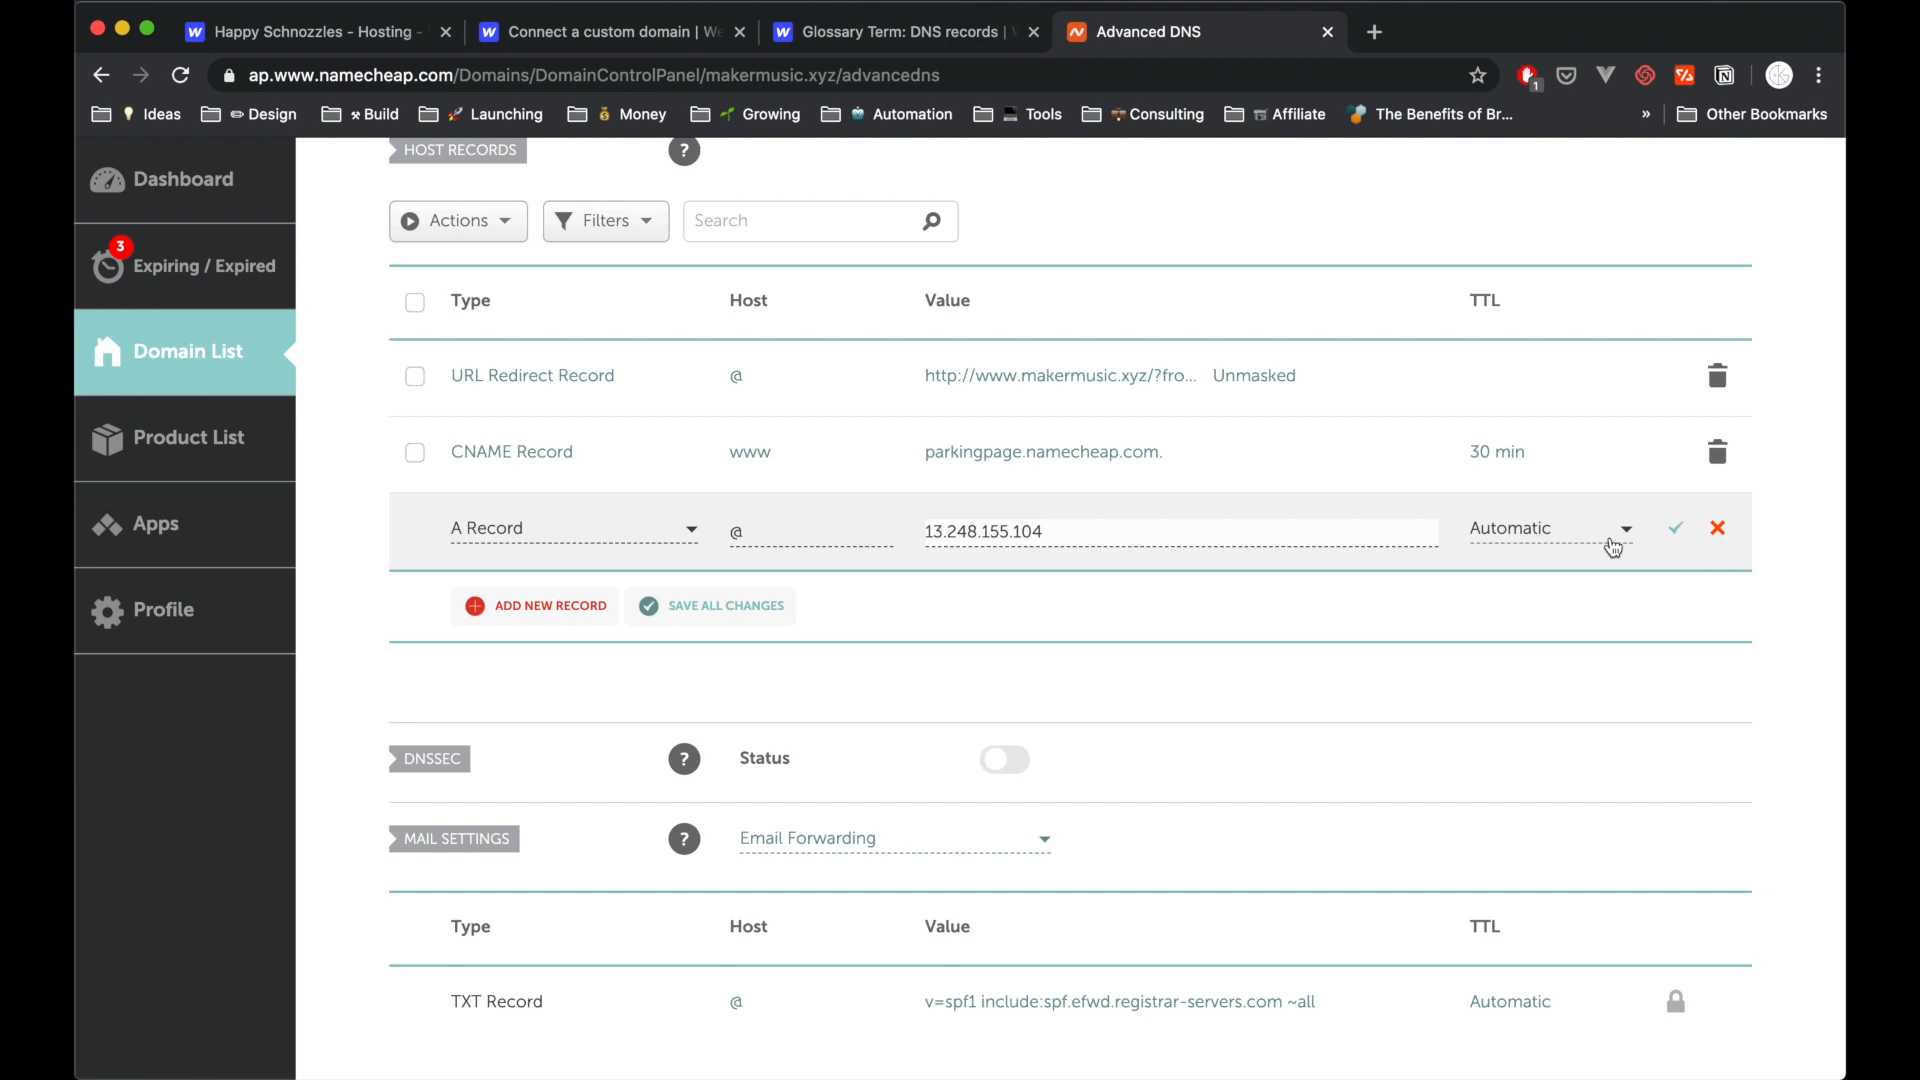 Happy Schnozzles - Hosting -
Connect a custom domain | We
Glossary Term: DNS records |
Advanced DNS
ap.www.namecheap.com/Domains/DomainControlPanel/makermusic.xyz/advancedns
1
Ideas
Design
Build
Launching
Money
Growing
Automation
Tools
Consulting
Affiliate
The Benefits of Br...
»
Other Bookmarks
Dashboard
3
Expiring / Expired
Domain List
Product List
Apps
Profile
HOST RECORDS
?
Actions
Filters
Search
Type Host Value TTL
URL Redirect Record @ http://www.makermusic.xyz/?fro... Unmasked
CNAME Record www parkingpage.namecheap.com. 30 min
A Record @ 13.248.155.104 Automatic
ADD NEW RECORD
SAVE ALL CHANGES
DNSSEC ? Status
MAIL SETTINGS ? Email Forwarding
Type Host Value TTL
TXT Record @ v=spf1 include:spf.efwd.registrar-servers.com ~all Automatic